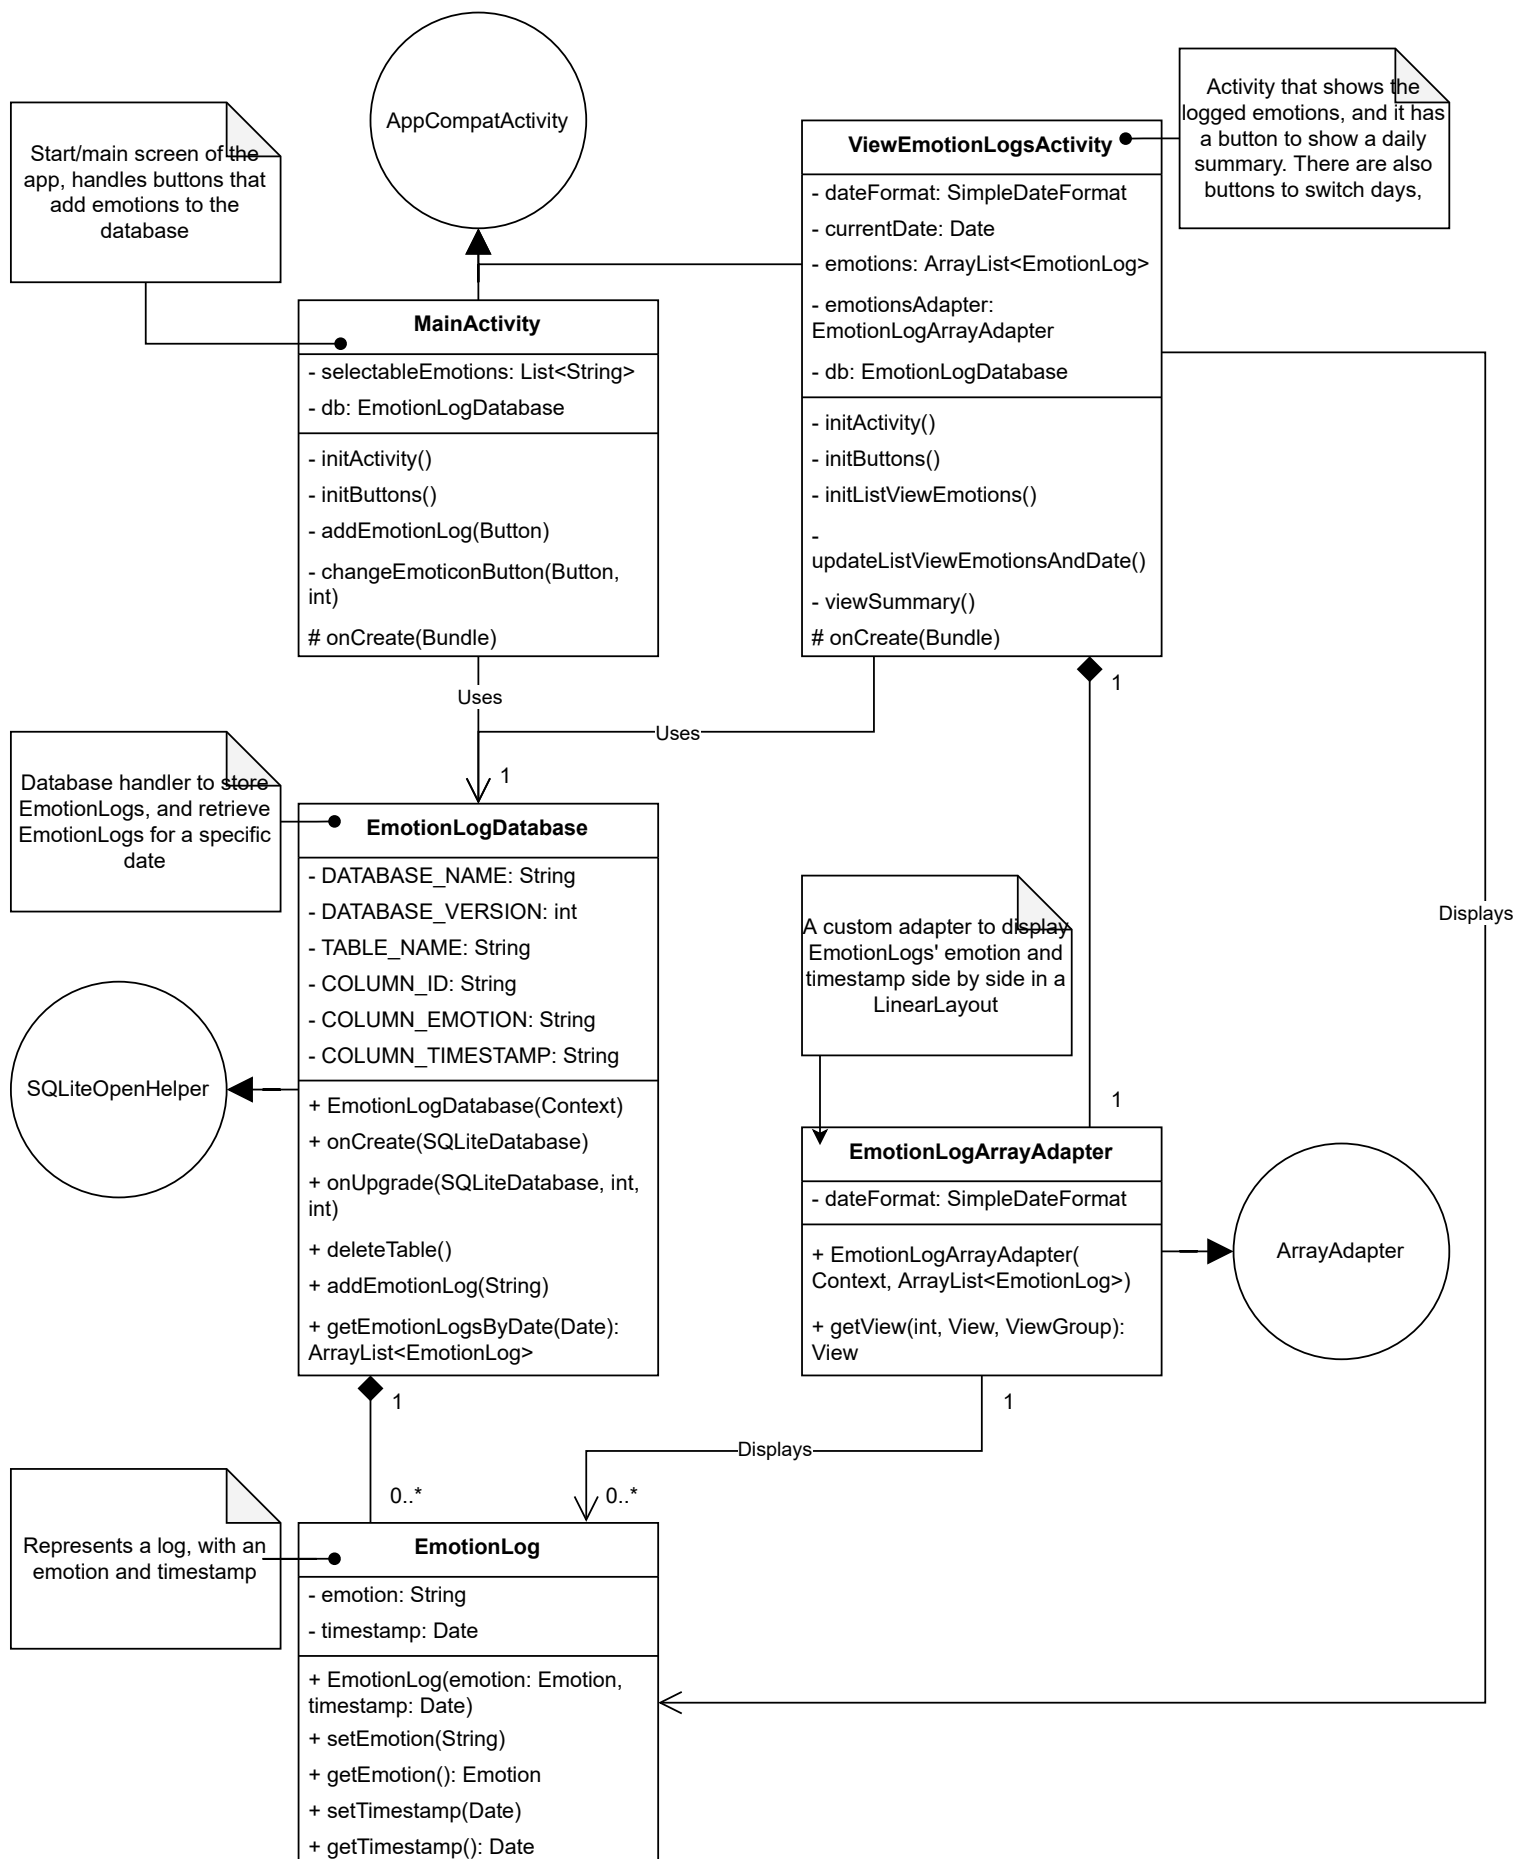 AppCompatActivity
Start/main screen of the
app, handles buttons that
add emotions to the
database
Activity that shows the
logged emotions, and it has
a button to show a daily
summary. There are also
buttons to switch days,
ViewEmotionLogsActivity
- dateFormat: SimpleDateFormat
- currentDate: Date
- emotions: ArrayList<EmotionLog>
- emotionsAdapter:
EmotionLogArrayAdapter
- db: EmotionLogDatabase
- initActivity()
- initButtons()
- initListViewEmotions()
-
updateListViewEmotionsAndDate()
- viewSummary()
# onCreate(Bundle)
MainActivity
- selectableEmotions: List<String>
- db: EmotionLogDatabase
- initActivity()
- initButtons()
- addEmotionLog(Button)
- changeEmoticonButton(Button,
int)
# onCreate(Bundle)
Uses
Uses
1
1
Database handler to store
EmotionLogs, and retrieve
EmotionLogs for a specific
date
EmotionLogDatabase
- DATABASE_NAME: String
- DATABASE_VERSION: int
- TABLE_NAME: String
- COLUMN_ID: String
- COLUMN_EMOTION: String
- COLUMN_TIMESTAMP: String
+ EmotionLogDatabase(Context)
+ onCreate(SQLiteDatabase)
+ onUpgrade(SQLiteDatabase, int,
int)
+ deleteTable()
+ addEmotionLog(String)
+ getEmotionLogsByDate(Date):
ArrayList<EmotionLog>
SQLiteOpenHelper
A custom adapter to display
EmotionLogs' emotion and
timestamp side by side in a
LinearLayout
Displays
1
EmotionLogArrayAdapter
- dateFormat: SimpleDateFormat
+ EmotionLogArrayAdapter(
Context, ArrayList<EmotionLog>)
+ getView(int, View, ViewGroup):
View
ArrayAdapter
1
1
Displays
0..*
0..*
Represents a log, with an
emotion and timestamp
EmotionLog
- emotion: String
- timestamp: Date
+ EmotionLog(emotion: Emotion,
timestamp: Date)
+ setEmotion(String)
+ getEmotion(): Emotion
+ setTimestamp(Date)
+ getTimestamp(): Date